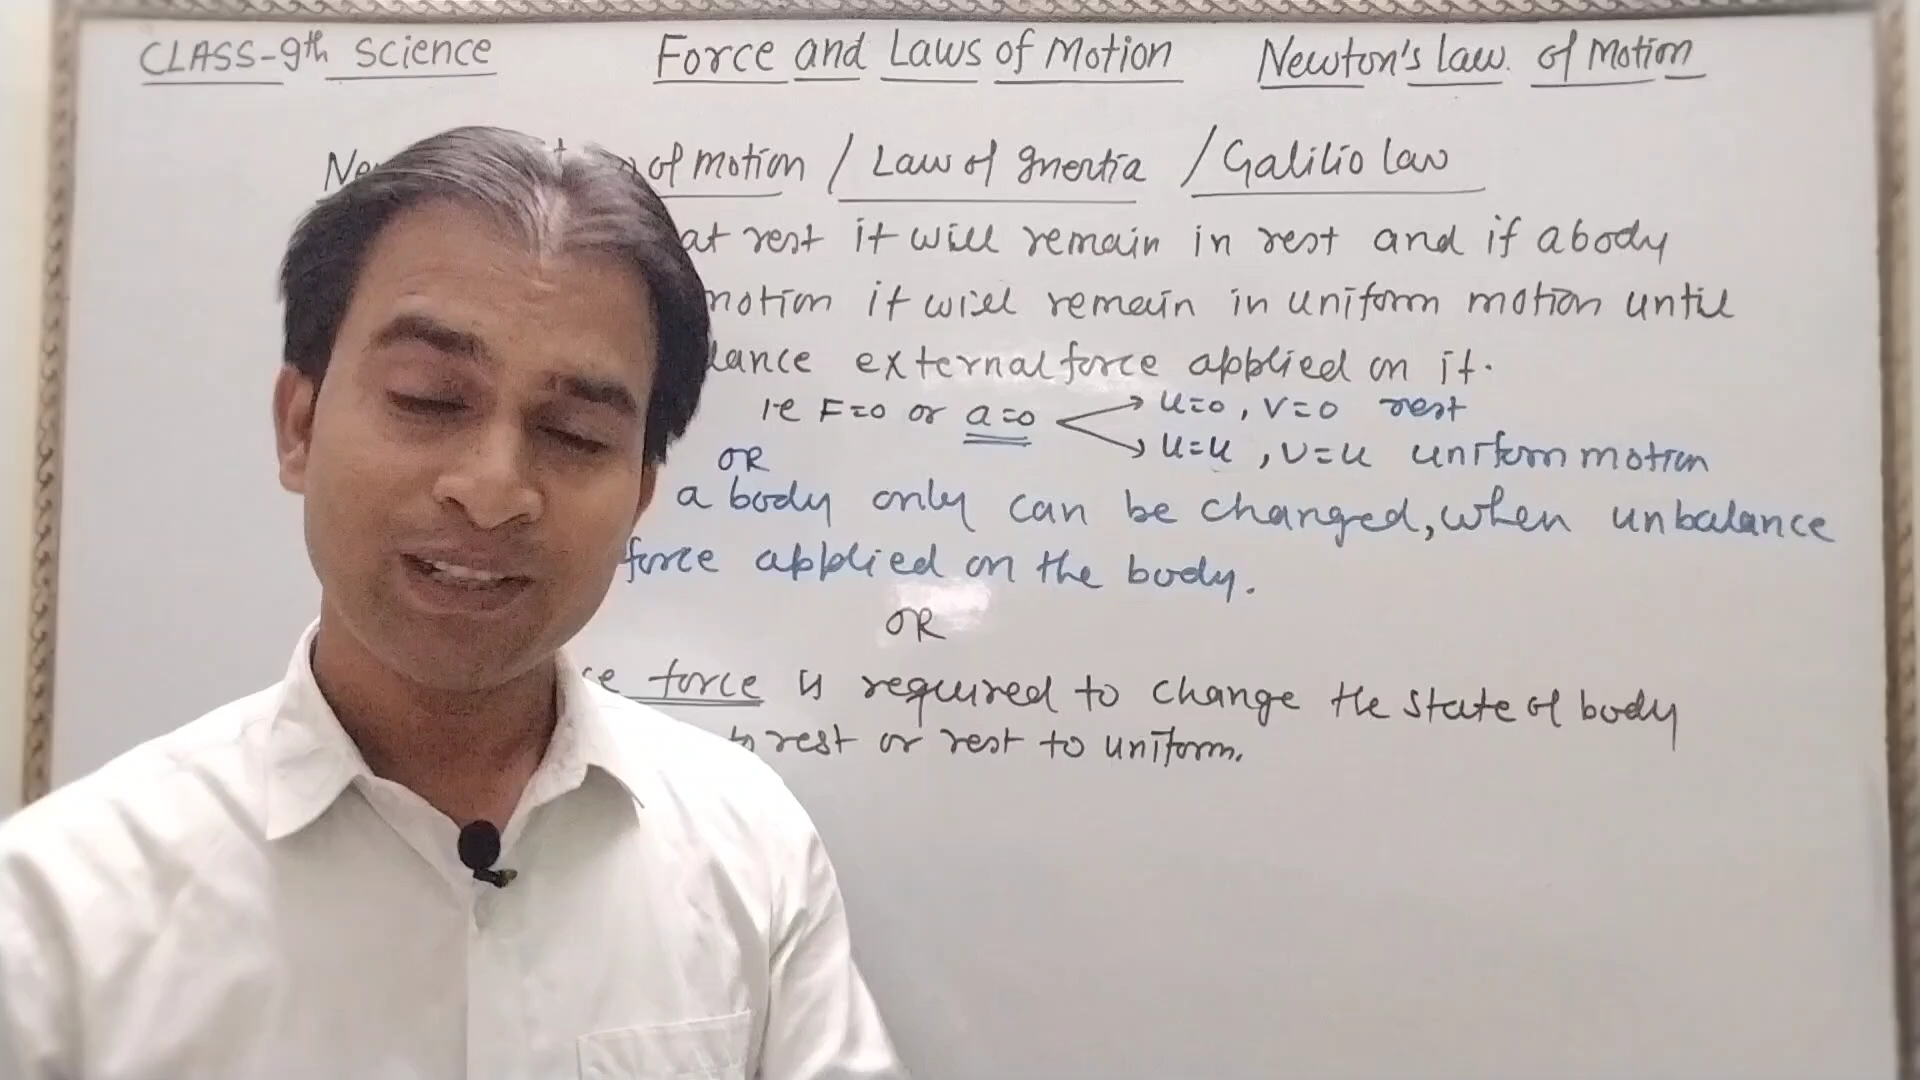 CLASS-9th Science Force and Laws of Motion Newton's law. of Motion
of motion / Law of Inertia / Galilio law
at rest it will remain in rest and if a body
motion it will remain in uniform motion until
external force applied on it.
i.e F=0 or a=0
u=0, v=0 rest
u=u, v=u uniform motion
OR
a body only can be changed, when unbalance
force applied on the body.
OR
force is required to change the state of body
to rest or rest to uniform.